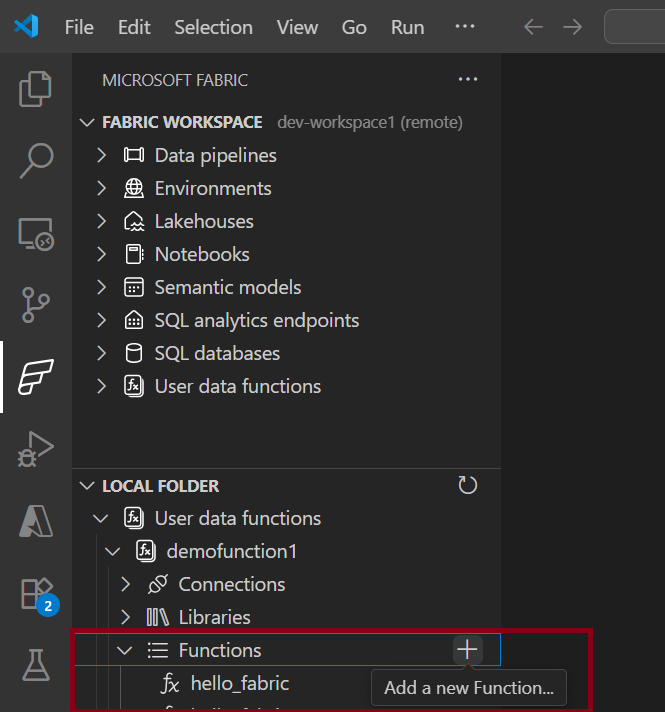 File Edit Selection View Go Run ...
MICROSOFT FABRIC ...
FABRIC WORKSPACE dev-workspace1 (remote)
Data pipelines
Environments
Lakehouses
Notebooks
Semantic models
SQL analytics endpoints
SQL databases
User data functions
LOCAL FOLDER
User data functions
demofunction1
Connections
Libraries
2
Functions
fx hello_fabric
Add a new Function...